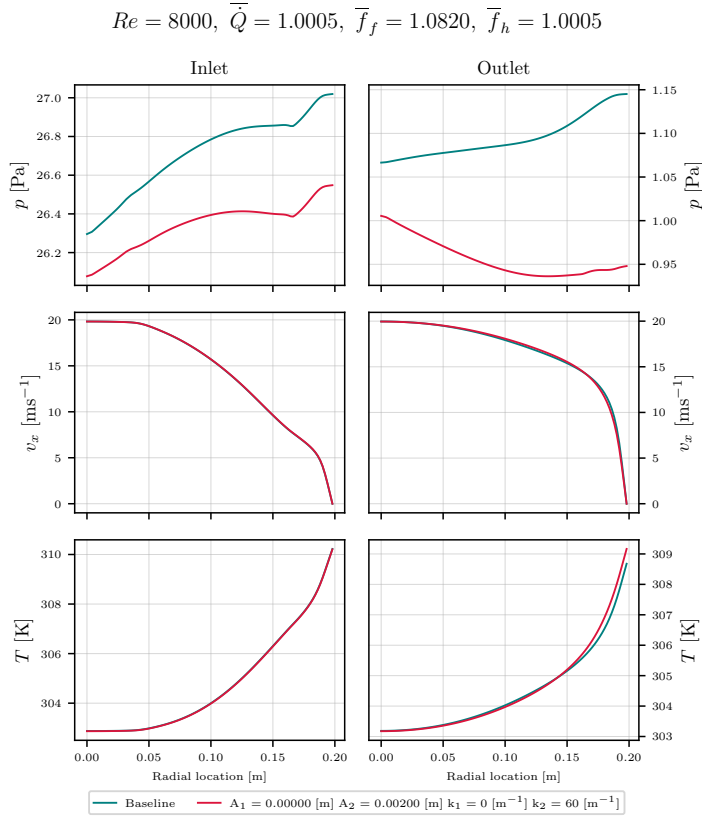 Re = 8000, \overline{\dot{Q}} = 1.0005, \overline{f}_f = 1.0820, \overline{f}_h = 1.0005
Inlet
Outlet
27.0
26.8
26.6
26.4
26.2
p [Pa]
1.15
1.10
1.05
1.00
0.95
p [Pa]
20
15
10
5
0
v_x [ms⁻¹]
20
15
10
5
0
v_x [ms⁻¹]
310
308
306
304
T [K]
309
308
307
306
305
304
303
T [K]
0.00 0.05 0.10 0.15 0.20
0.00 0.05 0.10 0.15 0.20
Radial location [m]
Radial location [m]
Baseline
A₁ = 0.00000 [m] A₂ = 0.00200 [m] k₁ = 0 [m⁻¹] k₂ = 60 [m⁻¹]